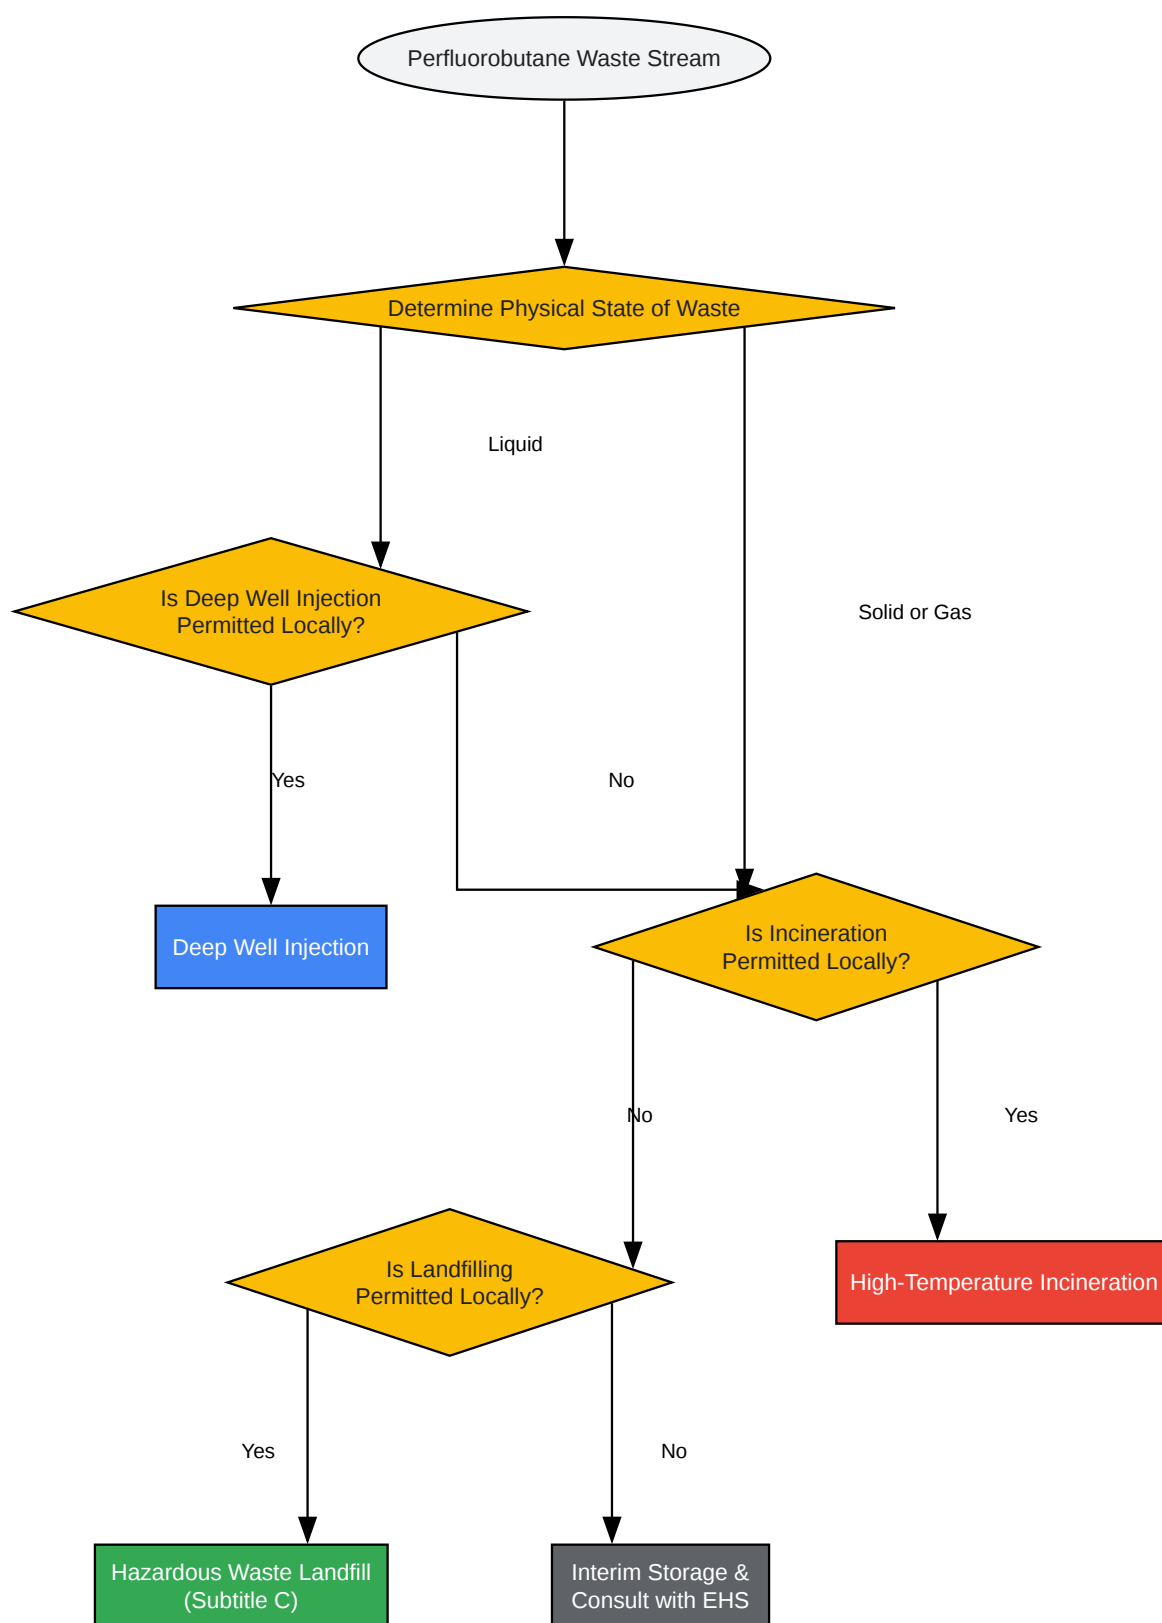 Perfluorobutane Waste Stream
Determine Physical State of Waste
Liquid
Is Deep Well Injection
Permitted Locally?
Solid or Gas
Yes
No
Deep Well Injection
Is Incineration
Permitted Locally?
No
Yes
Is Landfilling
Permitted Locally?
High-Temperature Incineration
Yes
No
Hazardous Waste Landfill
(Subtitle C)
Interim Storage &
Consult with EHS